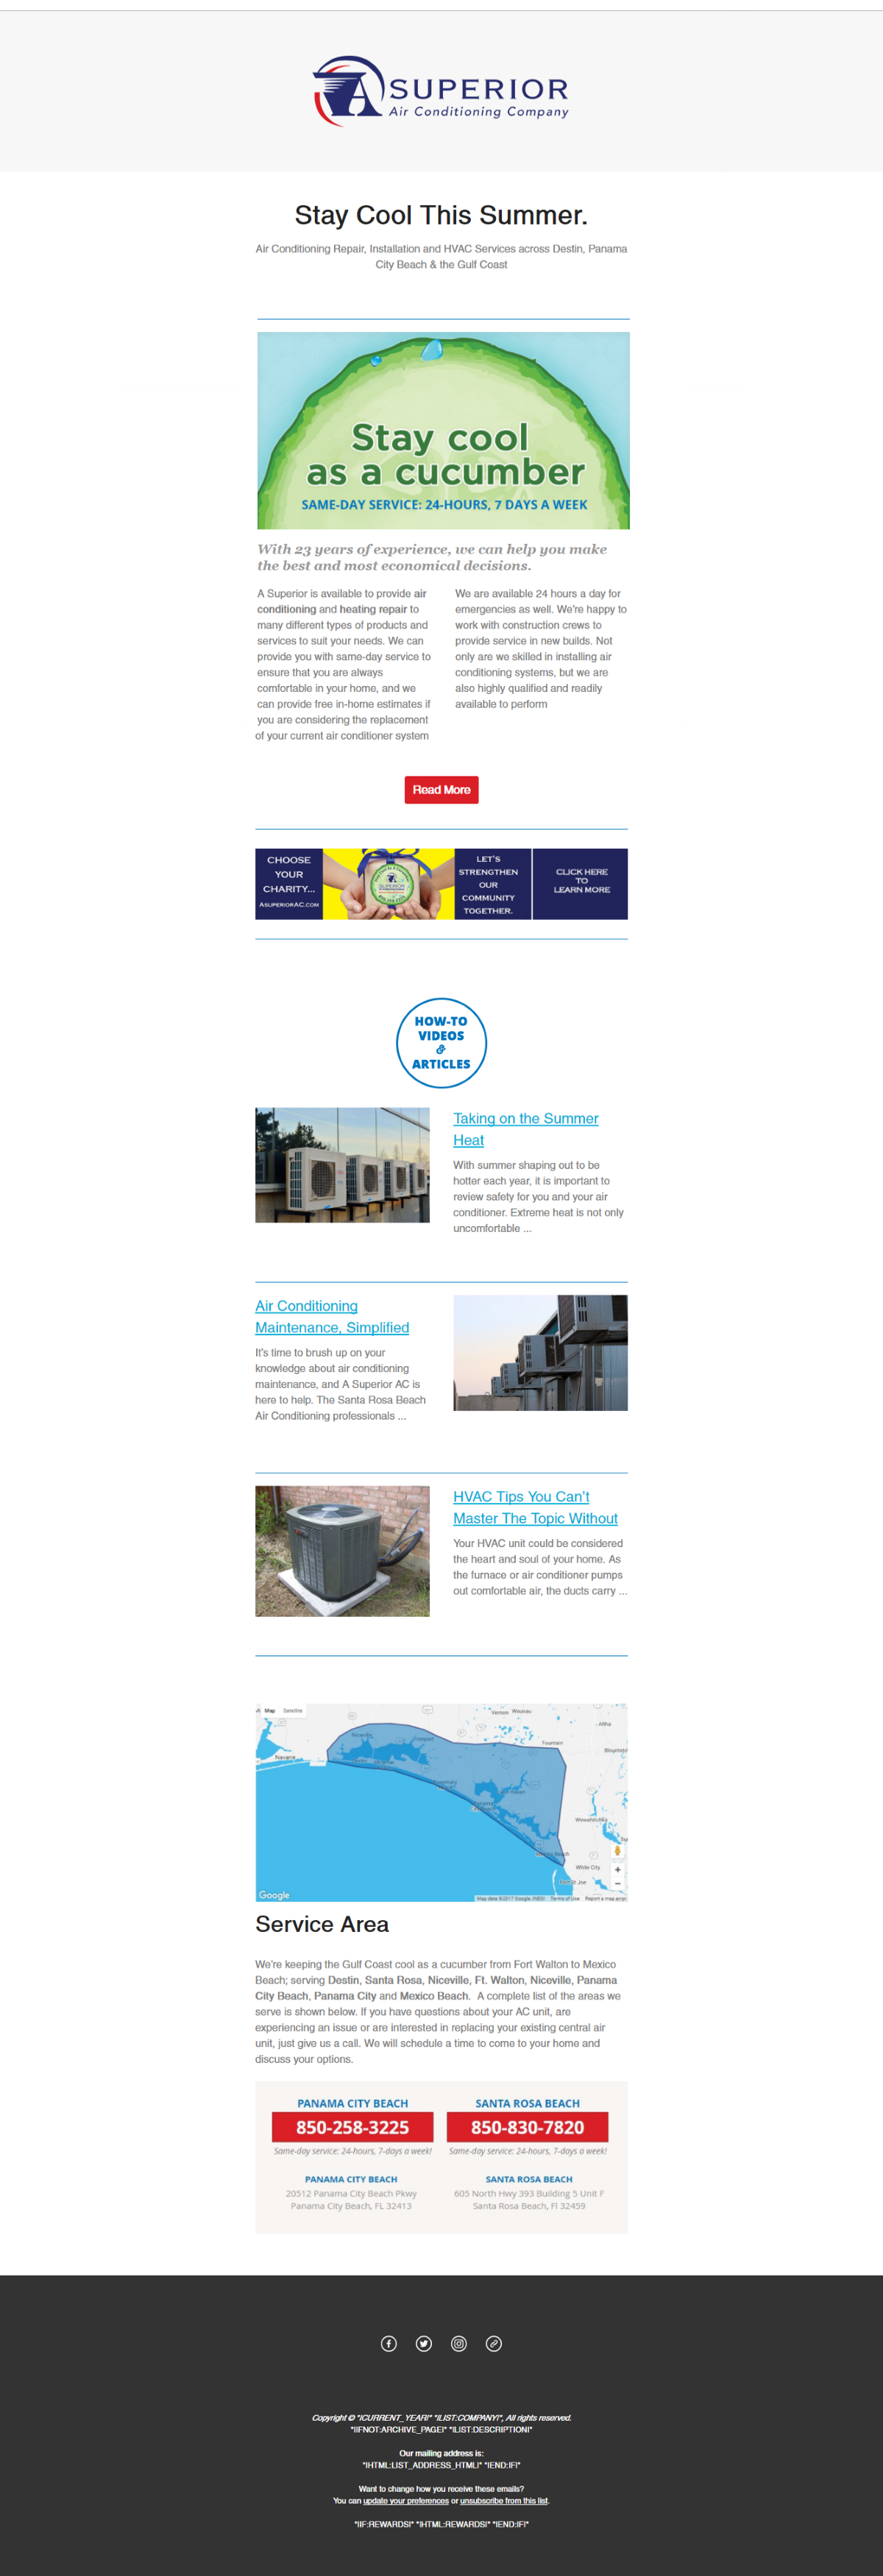 A SUPERIOR
Air Conditioning Company
Stay Cool This Summer.
Air Conditioning Repair, Installation and HVAC Services across Destin, Panama
City Beach & the Gulf Coast
Stay cool
as a cucumber
SAME-DAY SERVICE: 24-HOURS, 7 DAYS A WEEK
With 23 years of experience, we can help you make
the best and most economical decisions.
A Superior is available to provide air
conditioning and heating repair to
many different types of products and
services to suit your needs. We can
provide you with same-day service to
ensure that you are always
comfortable in your home, and we
can provide free in-home estimates if
you are considering the replacement
of your current air conditioner system
We are available 24 hours a day for
emergencies as well. We're happy to
work with construction crews to
provide service in new builds. Not
only are we skilled in installing air
conditioning systems, but we are
also highly qualified and readily
available to perform
Read More
CHOOSE
YOUR
CHARITY...
ASUPERIORAC.COM
SUPERIOR
LET'S
STRENGTHEN
OUR
COMMUNITY
TOGETHER.
CLICK HERE
TO
LEARN MORE
HOW-TO
VIDEOS
&
ARTICLES
Taking on the Summer
Heat
With summer shaping out to be
hotter each year, it is important to
review safety for you and your air
conditioner. Extreme heat is not only
uncomfortable ...
Air Conditioning
Maintenance, Simplified
It's time to brush up on your
knowledge about air conditioning
maintenance, and A Superior AC is
here to help. The Santa Rosa Beach
Air Conditioning professionals ...
HVAC Tips You Can't
Master The Topic Without
Your HVAC unit could be considered
the heart and soul of your home. As
the furnace or air conditioner pumps
out comfortable air, the ducts carry ...
Map Satellite
Vernon Wausau
Altha
Fountain
Blountsto
Navarre
Wewahitchka
White City
Port St Joe
Google
Map data ©2017 Google, INEGI Terms of Use Report a map error
Service Area
We're keeping the Gulf Coast cool as a cucumber from Fort Walton to Mexico
Beach; serving Destin, Santa Rosa, Niceville, Ft. Walton, Niceville, Panama
City Beach, Panama City and Mexico Beach. A complete list of the areas we
serve is shown below. If you have questions about your AC unit, are
experiencing an issue or are interested in replacing your existing central air
unit, just give us a call. We will schedule a time to come to your home and
discuss your options.
PANAMA CITY BEACH
850-258-3225
Same-day service: 24-hours, 7-days a week!
PANAMA CITY BEACH
20512 Panama City Beach Pkwy
Panama City Beach, FL 32413
SANTA ROSA BEACH
850-830-7820
Same-day service: 24-hours, 7-days a week!
SANTA ROSA BEACH
605 North Hwy 393 Building 5 Unit F
Santa Rosa Beach, Fl 32459
Copyright © *|CURRENT_YEAR|* *|LIST:COMPANY|*, All rights reserved.
*|IFNOT:ARCHIVE_PAGE|* *|LIST:DESCRIPTION|*
Our mailing address is:
*|HTML:LIST_ADDRESS_HTML|* *|END:IF|*
Want to change how you receive these emails?
You can update your preferences or unsubscribe from this list.
*|IF:REWARDS|* *|HTML:REWARDS|* *|END:IF|*